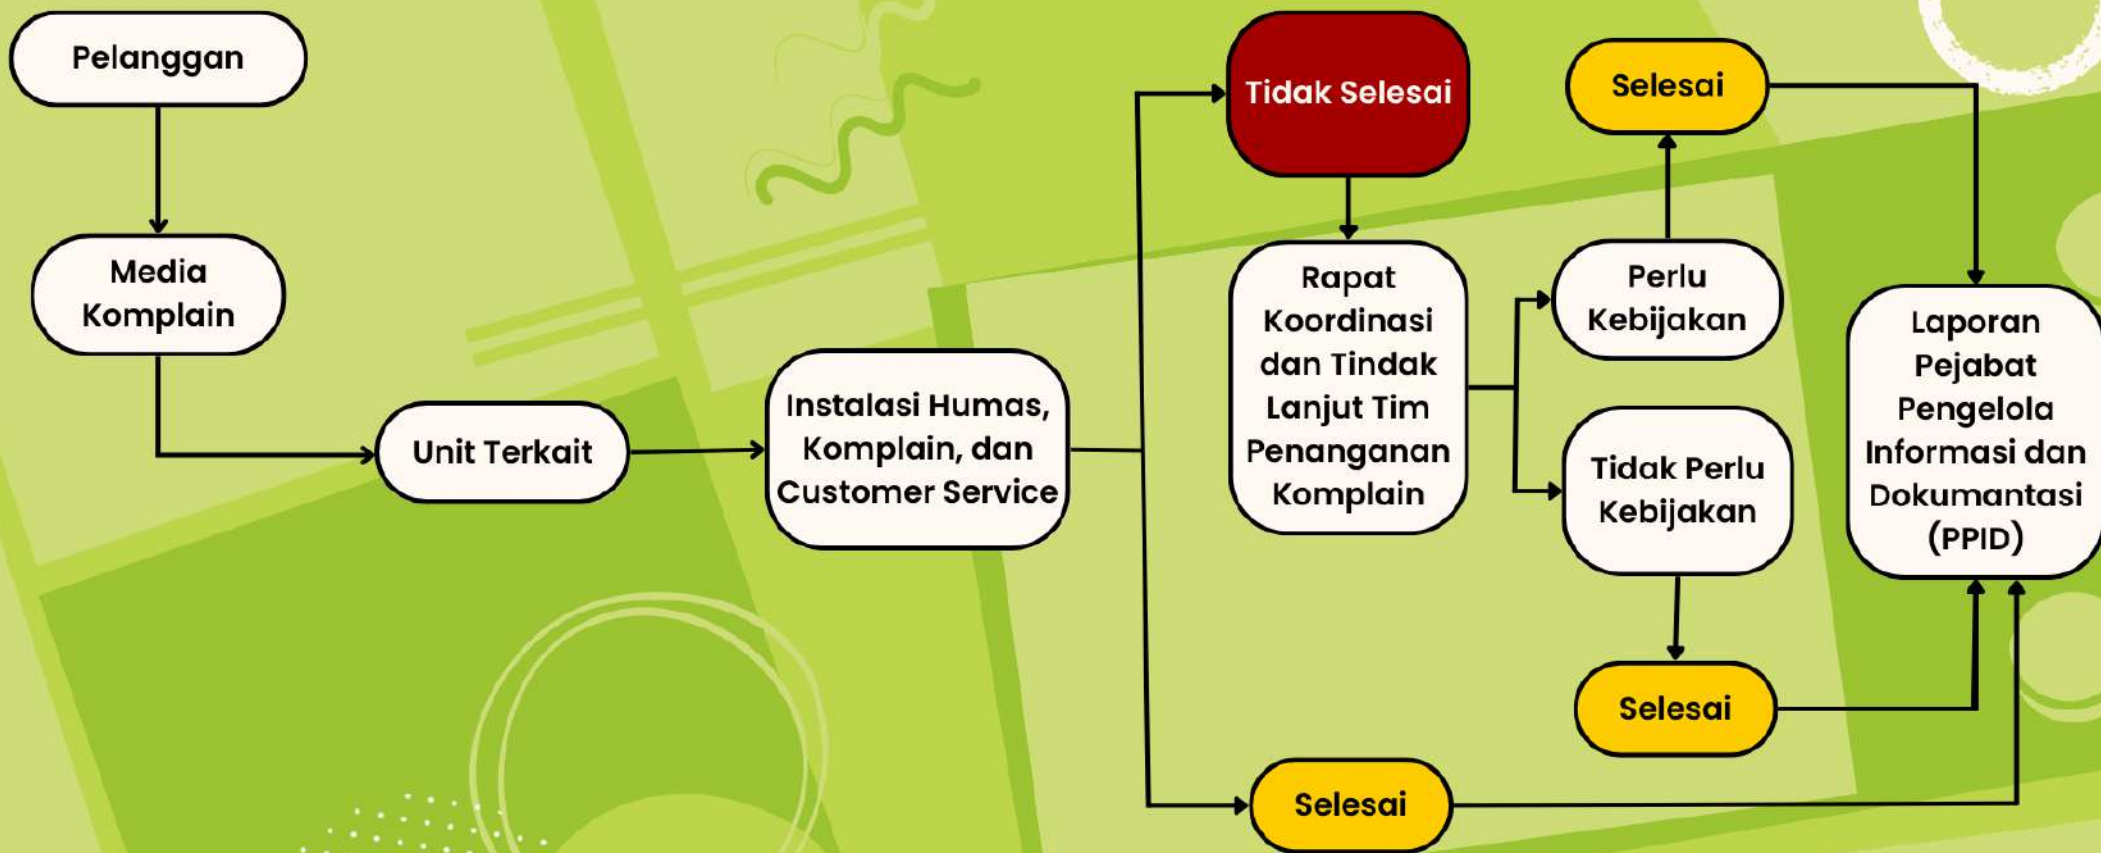 Pelanggan
Media
Komplain
Unit Terkait
Instalasi Humas,
Komplain, dan
Customer Service
Tidak Selesai
Rapat
Koordinasi
dan Tindak
Lanjut Tim
Penanganan
Komplain
Perlu
Kebijakan
Selesai
Tidak Perlu
Kebijakan
Selesai
Selesai
Laporan
Pejabat
Pengelola
Informasi dan
Dokumantasi
(PPID)